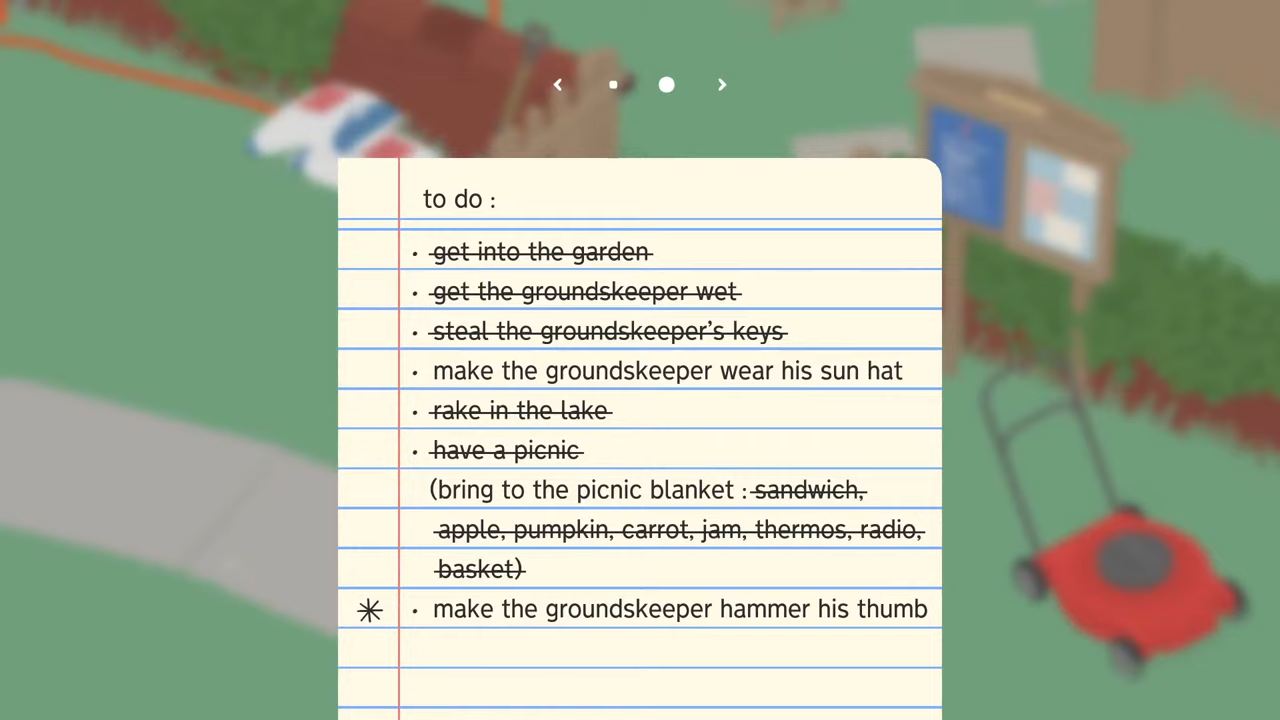 to do :
· get into the garden
· get the groundskeeper wet
· steal the groundskeeper's keys
· make the groundskeeper wear his sun hat
· rake in the lake
· have a picnic
(bring to the picnic blanket : sandwich,
apple, pumpkin, carrot, jam, thermos, radio,
basket)
· make the groundskeeper hammer his thumb